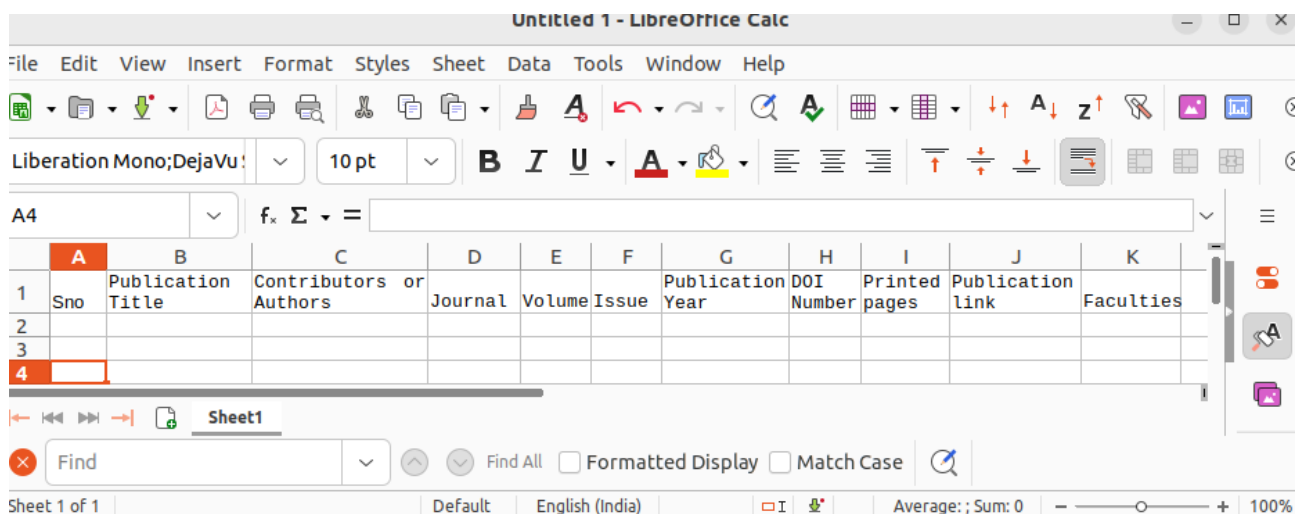 Untitled 1 - LibreOffice Calc
File Edit View Insert Format Styles Sheet Data Tools Window Help
Liberation Mono;DejaVu 10 pt B I U A
A4 fx Σ =
A B C D E F G H I J K
1 Sno Publication Title Contributors or Authors Journal Volume Issue Publication Year DOI Number Printed pages Publication link Faculties
2
3
4
Sheet1
Find Find All Formatted Display Match Case
Sheet 1 of 1 Default English (India) Average: ; Sum: 0 100%